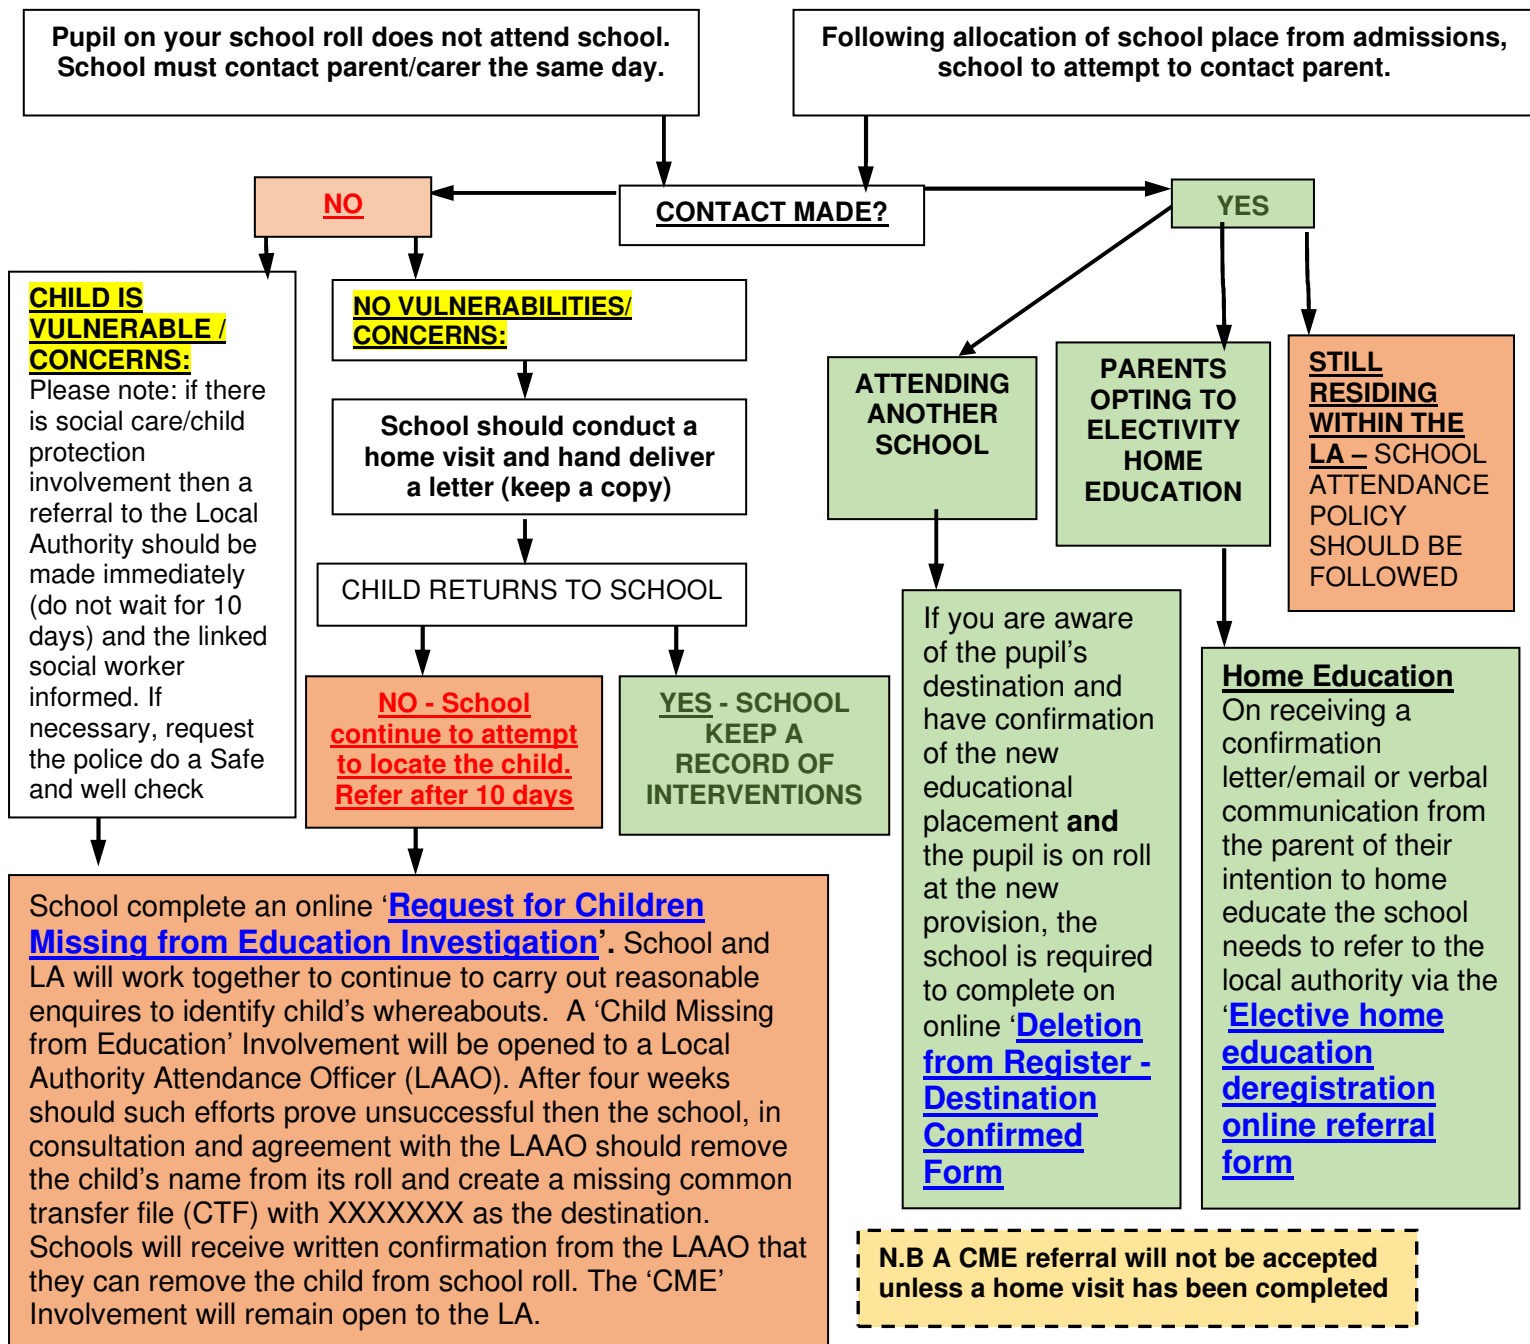 Pupil on your school roll does not attend school.
School must contact parent/carer the same day.
Following allocation of school place from admissions,
school to attempt to contact parent.
NO
CONTACT MADE?
YES
CHILD IS
VULNERABLE /
CONCERNS:
Please note: if there
is social care/child
protection
involvement then a
referral to the Local
Authority should be
made immediately
(do not wait for 10
days) and the linked
social worker
informed. If
necessary, request
the police do a Safe
and well check
NO VULNERABILITIES/
CONCERNS:
School should conduct a
home visit and hand deliver
a letter (keep a copy)
CHILD RETURNS TO SCHOOL
NO - School
continue to attempt
to locate the child.
Refer after 10 days
YES - SCHOOL
KEEP A
RECORD OF
INTERVENTIONS
ATTENDING
ANOTHER
SCHOOL
PARENTS
OPTING TO
ELECTIVITY
HOME
EDUCATION
STILL
RESIDING
WITHIN THE
LA – SCHOOL
ATTENDANCE
POLICY
SHOULD BE
FOLLOWED
If you are aware
of the pupil’s
destination and
have confirmation
of the new
educational
placement and
the pupil is on roll
at the new
provision, the
school is required
to complete on
online ‘Deletion
from Register -
Destination
Confirmed
Form
Home Education
On receiving a
confirmation
letter/email or verbal
communication from
the parent of their
intention to home
educate the school
needs to refer to the
local authority via the
‘Elective home
education
deregistration
online referral
form
School complete an online ‘Request for Children
Missing from Education Investigation’. School and
LA will work together to continue to carry out reasonable
enquires to identify child’s whereabouts.  A ‘Child Missing
from Education’ Involvement will be opened to a Local
Authority Attendance Officer (LAAO). After four weeks
should such efforts prove unsuccessful then the school, in
consultation and agreement with the LAAO should remove
the child’s name from its roll and create a missing common
transfer file (CTF) with XXXXXXX as the destination.
Schools will receive written confirmation from the LAAO that
they can remove the child from school roll. The ‘CME’
Involvement will remain open to the LA.
N.B A CME referral will not be accepted
unless a home visit has been completed